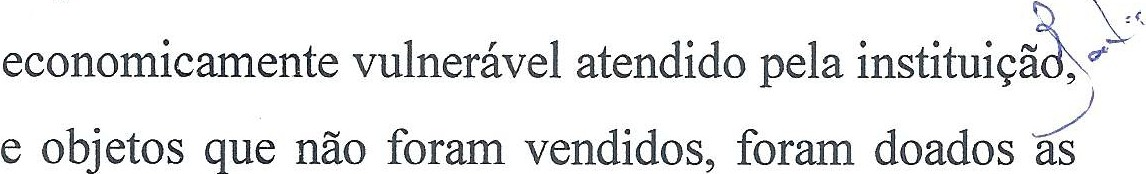 economicamente vulnerável atendido pela instituição,
e objetos que não foram vendidos, foram doados as